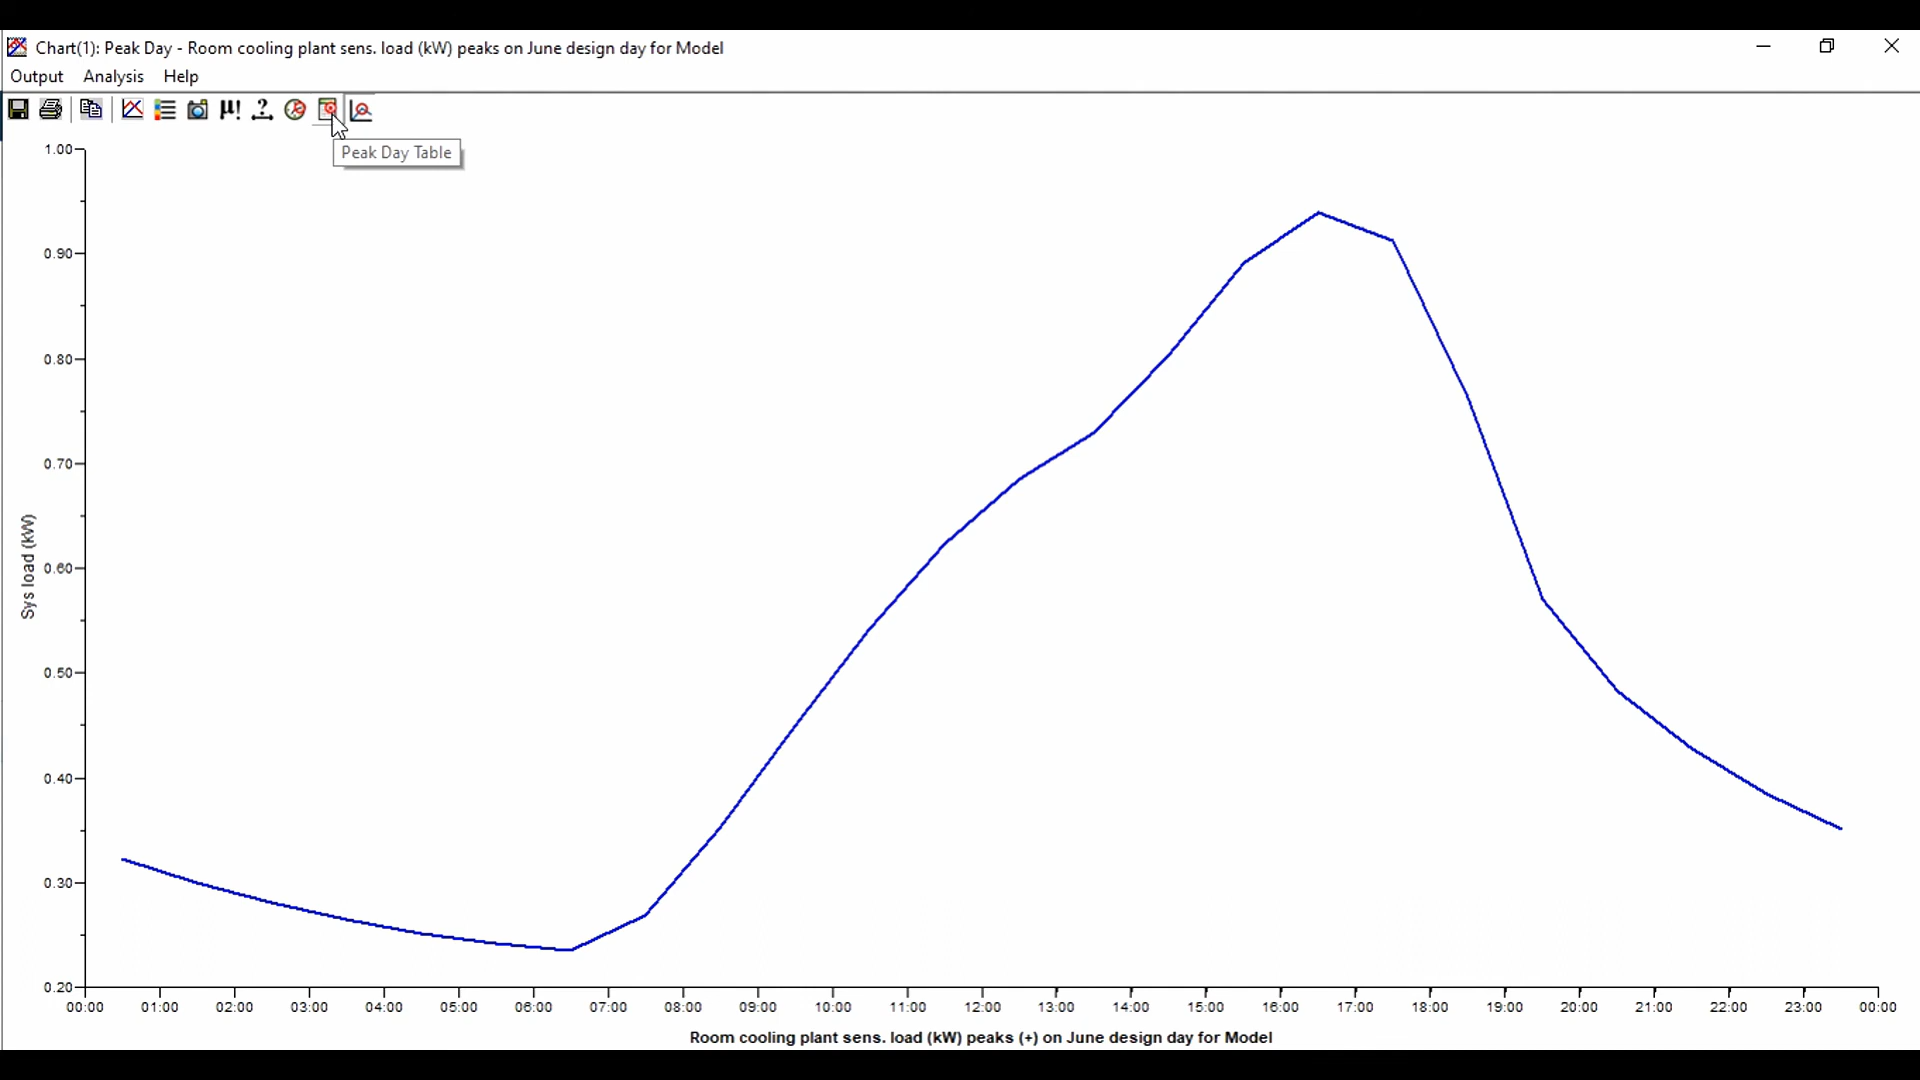 Chart(1): Peak Day - Room cooling plant sens. load (kW) peaks on June design day for Model
Output Analysis Help
μ! ?
Peak Day Table
1.00
0.90
0.80
0.70
0.60
0.50
0.40
0.30
0.20
Sys load (kW)
00:00 01:00 02:00 03:00 04:00 05:00 06:00 07:00 08:00 09:00 10:00 11:00 12:00 13:00 14:00 15:00 16:00 17:00 18:00 19:00 20:00 21:00 22:00 23:00 00:00
Room cooling plant sens. load (kW) peaks (+) on June design day for Model